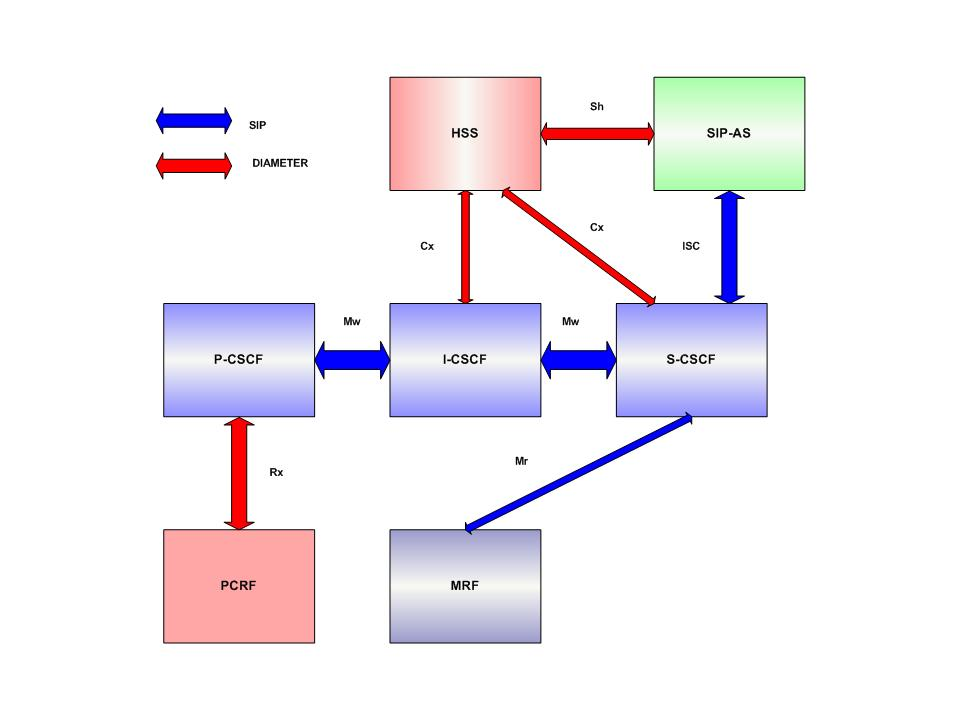 SIP
DIAMETER
HSS
Sh
SIP-AS
Cx
Cx
ISC
P-CSCF
Mw
I-CSCF
Mw
S-CSCF
Rx
Mr
PCRF
MRF